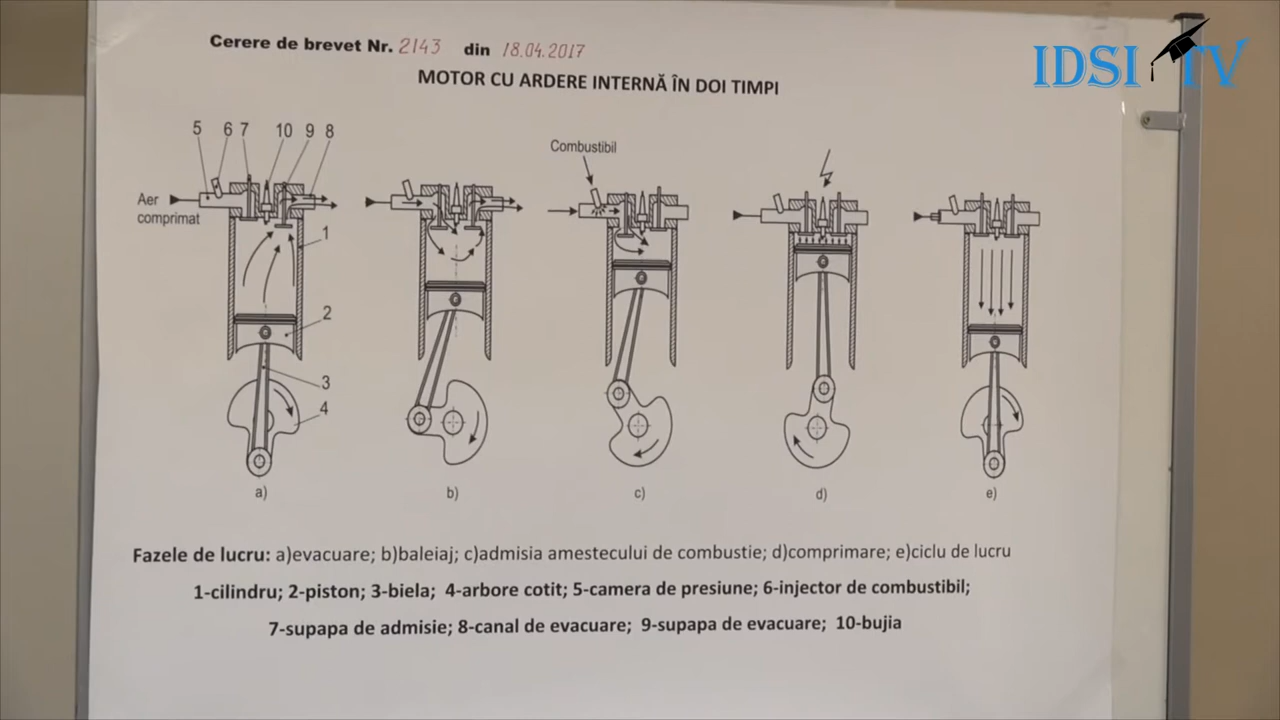 Cerere de brevet Nr. 2143 din 18.04.2017
IDSI TV
MOTOR CU ARDERE INTERNĂ ÎN DOI TIMPI
5 6 7 10 9 8
Combustibil
Aer
comprimat
1
2
3
4
a) b) c) d) e)
Fazele de lucru: a)evacuare; b)baleiaj; c)admisia amestecului de combustie; d)comprimare; e)ciclu de lucru
1-cilindru; 2-piston; 3-biela; 4-arbore cotit; 5-camera de presiune; 6-injector de combustibil;
7-supapa de admisie; 8-canal de evacuare; 9-supapa de evacuare; 10-bujia